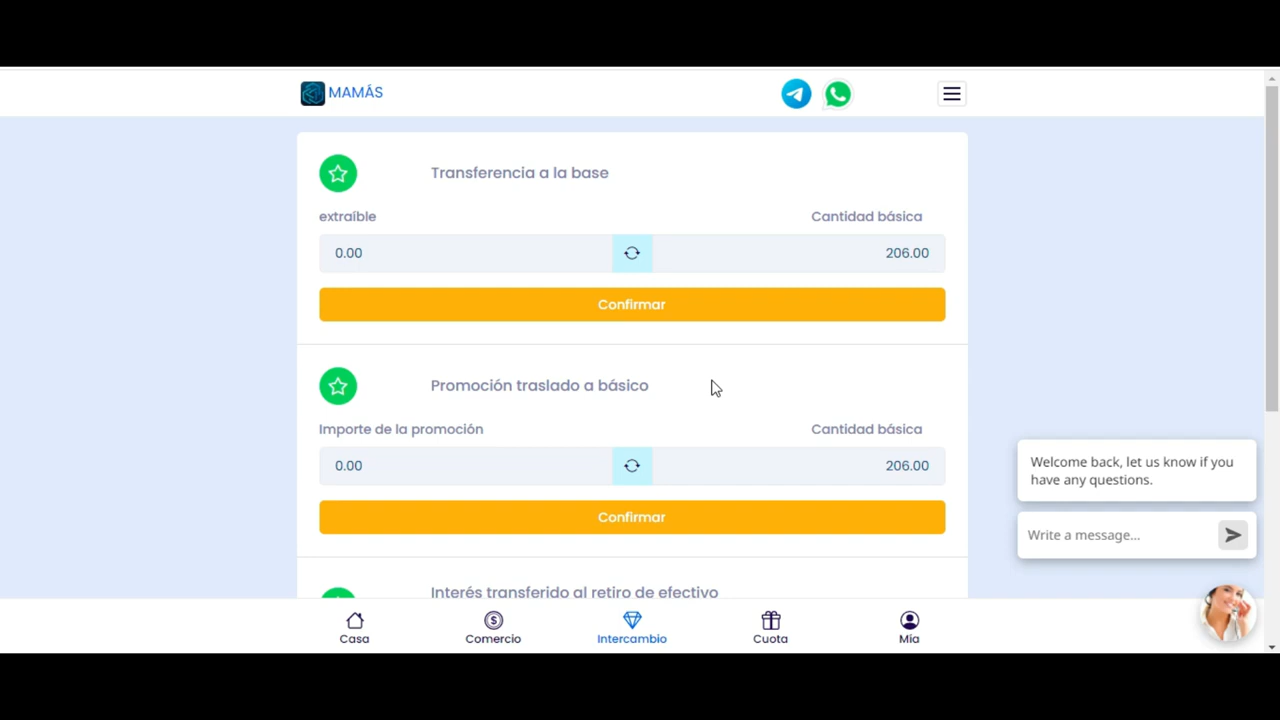 MAMÁS
Transferencia a la base
extraíble Cantidad básica
0.00 206.00
Confirmar
Promoción traslado a básico
Importe de la promoción Cantidad básica
0.00 206.00
Confirmar
Interés transferido al retiro de efectivo
Welcome back, let us know if you
have any questions.
Write a message...
Casa Comercio Intercambio Cuota Mía